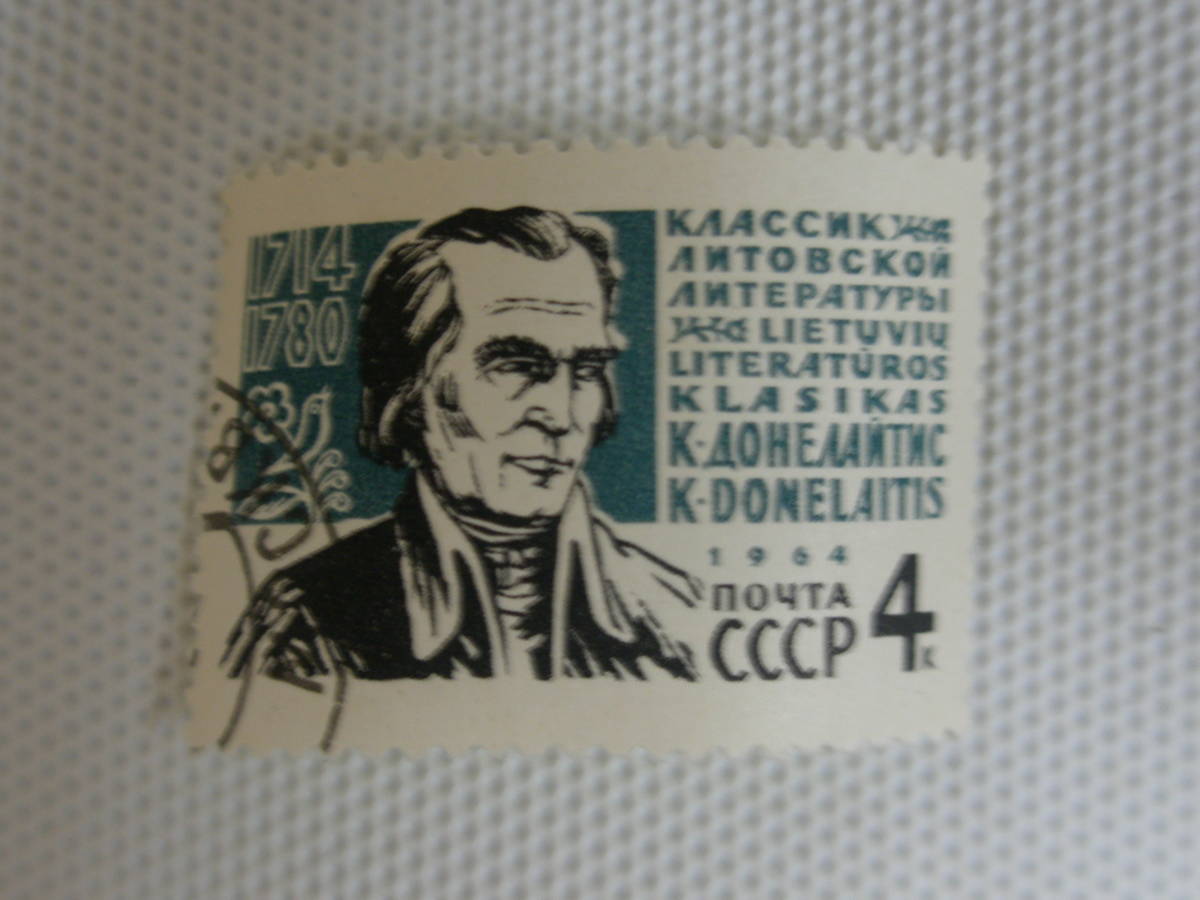 1714
1780
КЛАССИК
ЛИТОВСКОЙ
ЛИТЕРАТУРЫ
LIETUVIŲ
LITERATŪROS
KLASIKAS
К·ДОНЕЛАЙТИС
K·DONELAITIS
1964
ПОЧТА
СССР 4к